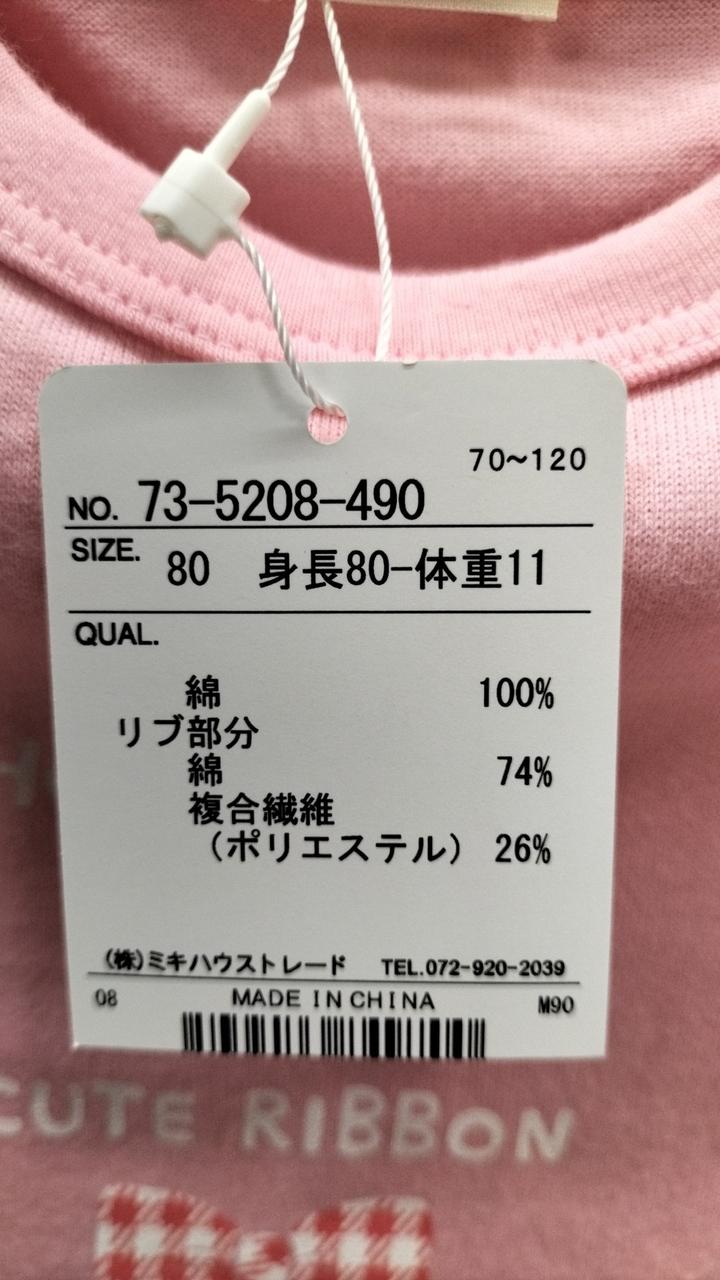 70~120
NO. 73-5208-490
SIZE. 80 身長80-体重11
QUAL.
綿 100%
リブ部分
綿 74%
複合繊維
(ポリエステル) 26%
(株)ミキハウストレード TEL.072-920-2039
08 MADE IN CHINA M90
CUTE RIBBON